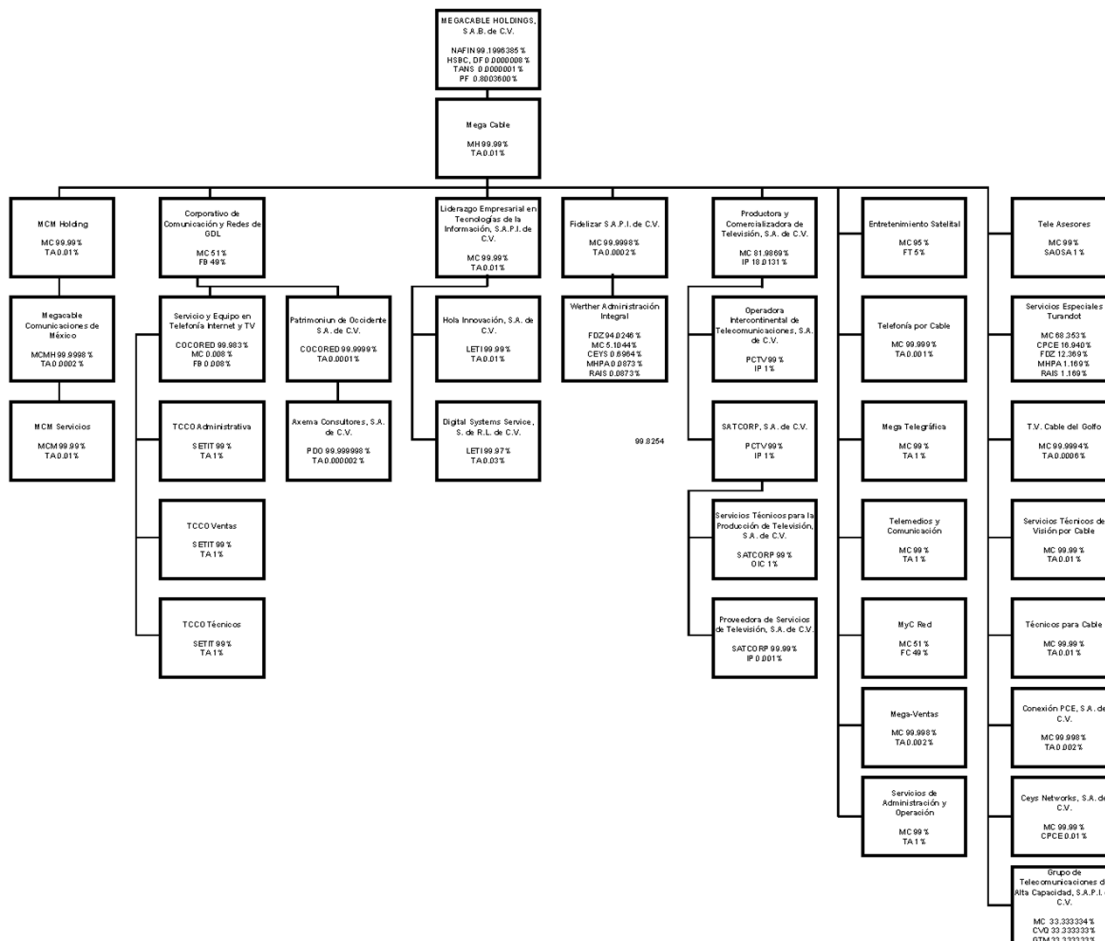 MEGACABLE HOLDINGS,
S.A.B. de C.V.
NAFIN 99.1996385%
HSBC, DF 0.0000008%
TANS 0.0000001%
PF 0.8003600%
Mega Cable
MH 99.99%
TA 0.01%
MCM Holding
MC 99.99%
TA 0.01%
Megacable
Comunicaciones de
México
MCMH 99.9998%
TA 0.0002%
MCM Servicios
MCM 99.99%
TA 0.01%
Corporativo de
Comunicación y Redes de
GDL
MC 51%
FB 49%
Servicio y Equipo en
Telefonía Internet y TV
COCORED 99.983%
MC 0.008%
FB 0.008%
TCCO Administrativa
SETIT 99%
TA 1%
TCCO Ventas
SETIT 99%
TA 1%
TCCO Técnicos
SETIT 99%
TA 1%
Patrimoniun de Occidente
S.A. de C.V.
COCORED 99.9999%
TA 0.0001%
Axema Consultores, S.A.
de C.V.
PDO 99.999998%
TA 0.000002%
Liderazgo Empresarial en
Tecnologías de la
Información, S.A.P.I. de
C.V.
MC 99.99%
TA 0.01%
Hola Innovación, S.A. de
C.V.
LETI 99.99%
TA 0.01%
Digital Systems Service,
S. de R.L. de C.V.
LETI 99.97%
TA 0.03%
Fidelizar S.A.P.I. de C.V.
MC 99.9998%
TA 0.0002%
Werther Administración
Integral
FDZ 94.0246%
MC 5.1044%
CEYS 0.6964%
MHPA 0.0873%
RAIS 0.0873%
99.8254
Productora y
Comercializadora de
Televisión, S.A. de C.V.
MC 81.9869%
IP 18.0131%
Operadora
Intercontinental de
Telecomunicaciones, S.A.
de C.V.
PCTV 99%
IP 1%
SATCORP, S.A. de C.V.
PCTV 99%
IP 1%
Servicios Técnicos para la
Producción de Televisión,
S.A. de C.V.
SATCORP 99%
OIC 1%
Proveedora de Servicios
de Televisión, S.A. de C.V.
SATCORP 99.99%
IP 0.001%
Entretenimiento Satelital
MC 95%
FT 5%
Telefonía por Cable
MC 99.999%
TA 0.001%
Mega Telegráfica
MC 99%
TA 1%
Telemedios y
Comunicación
MC 99%
TA 1%
MyC Red
MC 51%
FC 49%
Mega-Ventas
MC 99.998%
TA 0.002%
Servicios de
Administración y
Operación
MC 99%
TA 1%
Tele Asesores
MC 99%
SAOSA 1%
Servicios Especiales
Turandot
MC 68.353%
CPCE 16.940%
FDZ 12.369%
MHPA 1.169%
RAIS 1.169%
T.V. Cable del Golfo
MC 99.9994%
TA 0.0006%
Servicios Técnicos de
Visión por Cable
MC 99.99%
TA 0.01%
Técnicos para Cable
MC 99.99%
TA 0.01%
Conexión PCE, S.A. de
C.V.
MC 99.998%
TA 0.002%
Ceys Networks, S.A. de
C.V.
MC 99.99%
CPCE 0.01%
Grupo de
Telecomunicaciones de
Alta Capacidad, S.A.P.I.
C.V.
MC 33.333334%
CVQ 33.333333%
GTM 33.333333%